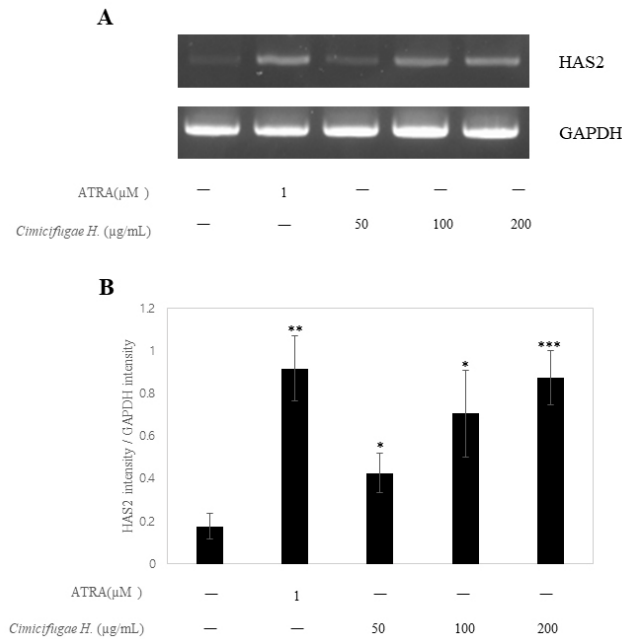 A
HAS2
GAPDH
ATRA(µM ) — 1 — — —
Cimicifugae H. (µg/mL) — — 50 100 200
B
HAS2 intensity / GAPDH intensity
1.2
1
0.8
0.6
0.4
0.2
0
** * * ***
ATRA(µM ) — 1 — — —
Cimicifugae H. (µg/mL) — — 50 100 200